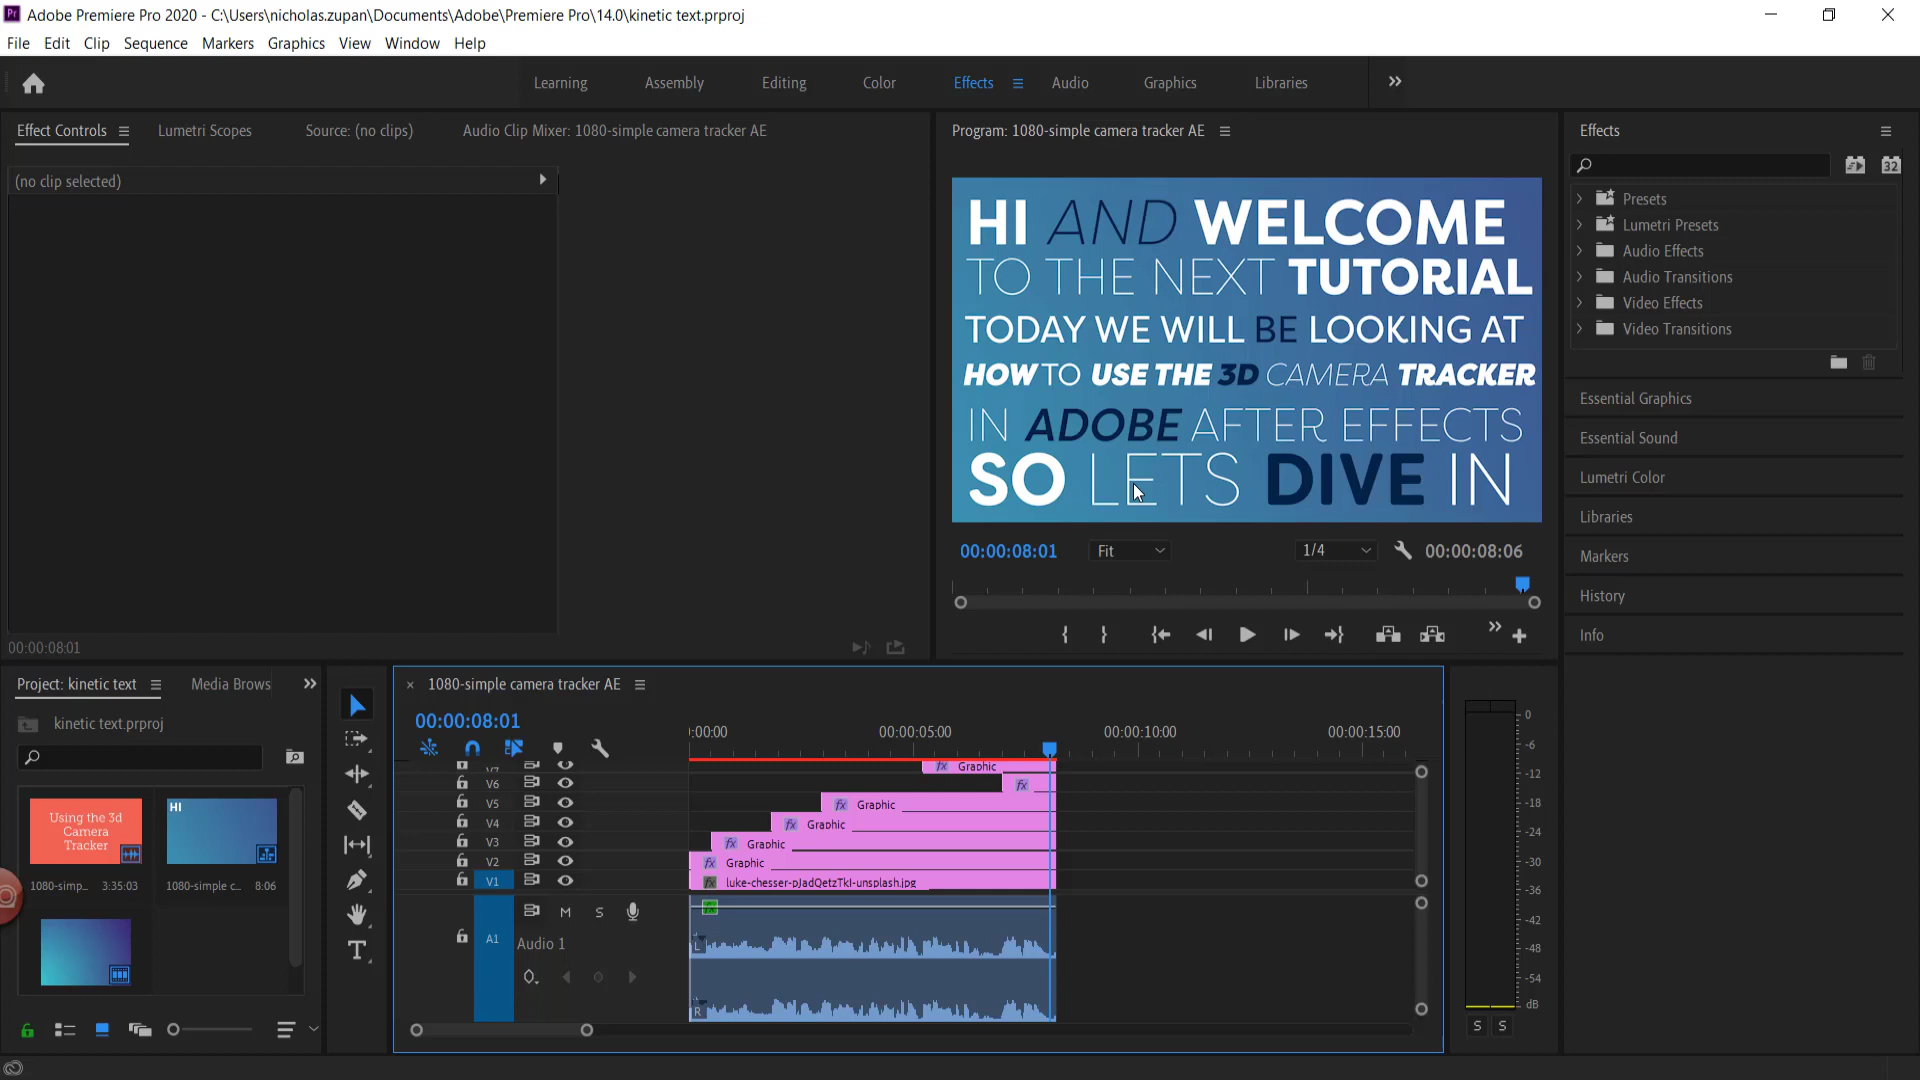 Adobe Premiere Pro 2020 - C:\Users\nicholas.zupan\Documents\Adobe\Premiere Pro\14.0\kinetic text.prproj
File Edit Clip Sequence Markers Graphics View Window Help
Learning Assembly Editing Color Effects Audio Graphics Libraries
Effect Controls Lumetri Scopes Source: (no clips) Audio Clip Mixer: 1080-simple camera tracker AE
(no clip selected)
00:00:08:01
Program: 1080-simple camera tracker AE
HI AND WELCOME
TO THE NEXT TUTORIAL
TODAY WE WILL BE LOOKING AT
HOW TO USE THE 3D CAMERA TRACKER
IN ADOBE AFTER EFFECTS
SO LETS DIVE IN
00:00:08:01 Fit 1/4 00:00:08:06
Effects
32
Presets
Lumetri Presets
Audio Effects
Audio Transitions
Video Effects
Video Transitions
Essential Graphics
Essential Sound
Lumetri Color
Libraries
Markers
History
Info
Project: kinetic text Media Brows
kinetic text.prproj
Using the 3d
Camera
Tracker
HI
1080-simp... 3:35:03 1080-simple c... 8:06
1080-simple camera tracker AE
00:00:08:01
:00:00 00:00:05:00 00:00:10:00 00:00:15:00
V7 fx Graphic
V6 fx
V5 fx Graphic
V4 fx Graphic
V3 fx Graphic
V2 fx Graphic
V1 fx luke-chesser-pJadQetzTkI-unsplash.jpg
M S fx
A1 Audio 1 L
R
0
-6
-12
-18
-24
-30
-36
-42
-48
-54
dB
S S